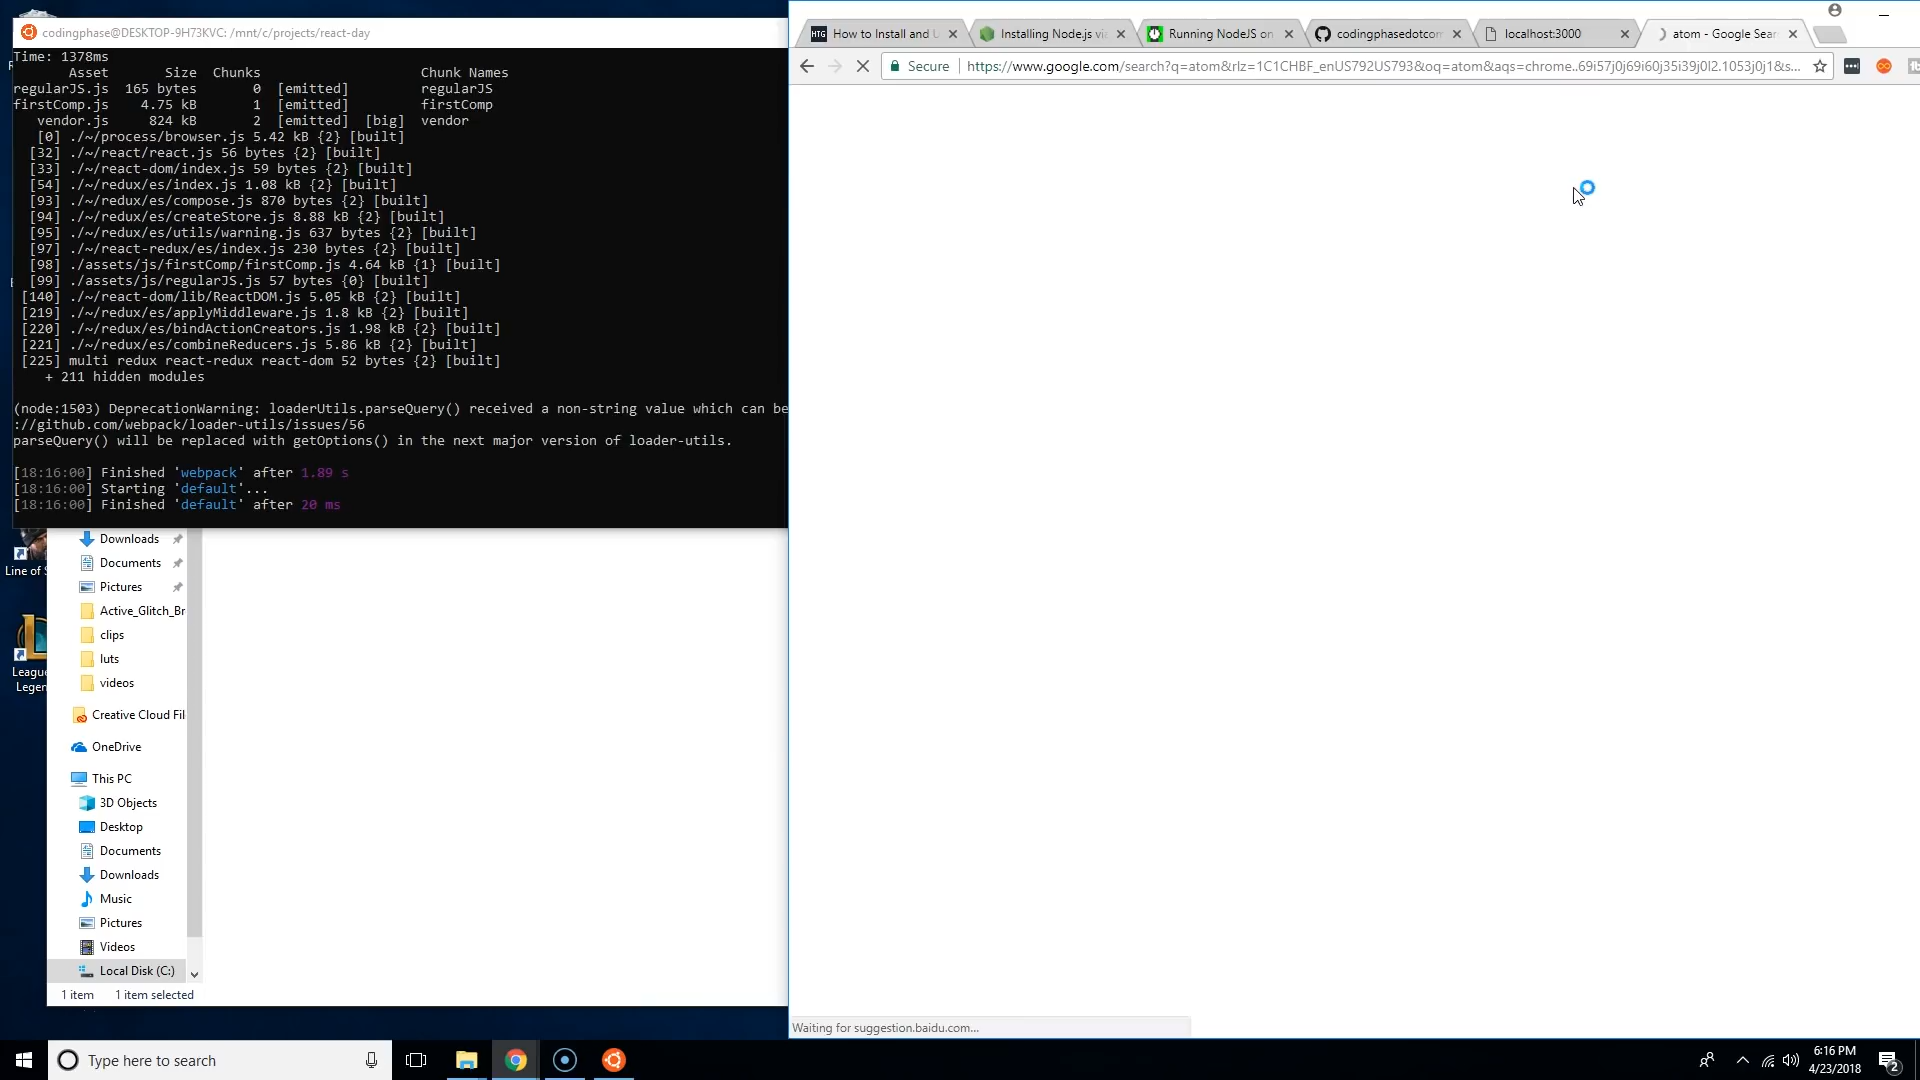 codingphase@DESKTOP-9H73KVC: /mnt/c/projects/react-day
Time: 1378ms
Asset Size Chunks Chunk Names
regularJS.js 165 bytes 0 [emitted] regularJS
firstComp.js 4.75 kB 1 [emitted] firstComp
vendor.js 824 kB 2 [emitted] [big] vendor
[0] ./~/process/browser.js 5.42 kB {2} [built]
[32] ./~/react/react.js 56 bytes {2} [built]
[33] ./~/react-dom/index.js 59 bytes {2} [built]
[54] ./~/redux/es/index.js 1.08 kB {2} [built]
[93] ./~/redux/es/compose.js 870 bytes {2} [built]
[94] ./~/redux/es/createStore.js 8.88 kB {2} [built]
[95] ./~/redux/es/utils/warning.js 637 bytes {2} [built]
[97] ./~/react-redux/es/index.js 230 bytes {2} [built]
[98] ./assets/js/firstComp/firstComp.js 4.64 kB {1} [built]
[99] ./assets/js/regularJS.js 57 bytes {0} [built]
[140] ./~/react-dom/lib/ReactDOM.js 5.05 kB {2} [built]
[219] ./~/redux/es/applyMiddleware.js 1.8 kB {2} [built]
[220] ./~/redux/es/bindActionCreators.js 1.98 kB {2} [built]
[221] ./~/redux/es/combineReducers.js 5.86 kB {2} [built]
[225] multi redux react-redux react-dom 52 bytes {2} [built]
+ 211 hidden modules
(node:1503) DeprecationWarning: loaderUtils.parseQuery() received a non-string value which can be
://github.com/webpack/loader-utils/issues/56
parseQuery() will be replaced with getOptions() in the next major version of loader-utils.
[18:16:00] Finished 'webpack' after 1.89 s
[18:16:00] Starting 'default'...
[18:16:00] Finished 'default' after 20 ms
HTG How to Install and U
Installing Node.js via
Running NodeJS on
codingphasedotcom
localhost:3000
atom - Google Sear
Secure https://www.google.com/search?q=atom&rlz=1C1CHBF_enUS792US793&oq=atom&aqs=chrome..69i57j0j69i60j35i39j0l2.1053j0j1&s...
Line of S
League
Legen
Downloads
Documents
Pictures
Active_Glitch_Br
clips
luts
videos
Creative Cloud Fil
OneDrive
This PC
3D Objects
Desktop
Documents
Downloads
Music
Pictures
Videos
Local Disk (C:)
1 item 1 item selected
Waiting for suggestion.baidu.com...
Type here to search
6:16 PM
4/23/2018
2